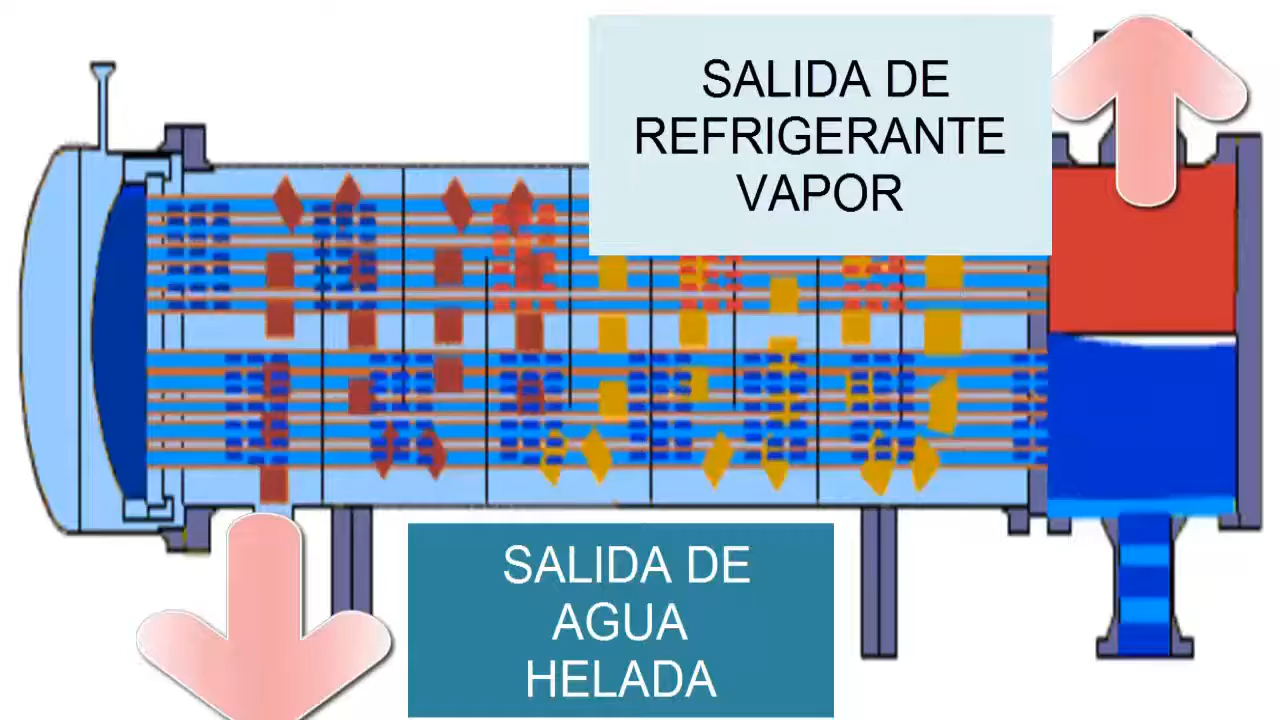 SALIDA DE
REFRIGERANTE
VAPOR
SALIDA DE
AGUA
HELADA